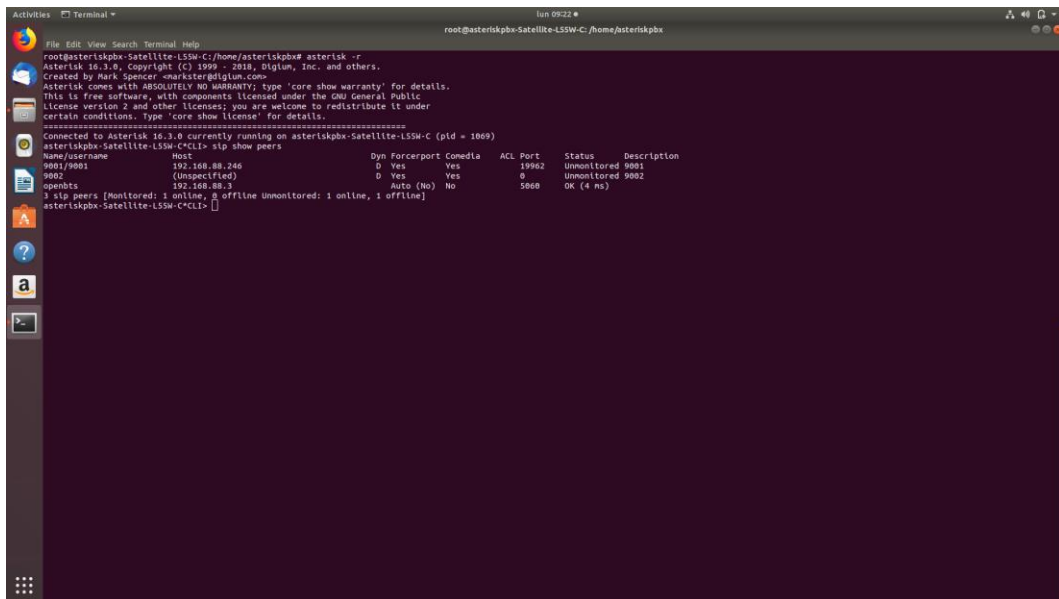 Activities Terminal lun 09:22
root@asteriskpbx-Satellite-L55W-C: /home/asteriskpbx
File Edit View Search Terminal Help
root@asteriskpbx-Satellite-L55W-C:/home/asteriskpbx# asterisk -r
Asterisk 16.3.0, Copyright (C) 1999 - 2018, Digium, Inc. and others.
Created by Mark Spencer <markster@digium.com>
Asterisk comes with ABSOLUTELY NO WARRANTY; type 'core show warranty' for details.
This is free software, with components licensed under the GNU General Public
License version 2 and other licenses; you are welcome to redistribute it under
certain conditions. Type 'core show license' for details.
=========================================================================
Connected to Asterisk 16.3.0 currently running on asteriskpbx-Satellite-L55W-C (pid = 1069)
asteriskpbx-Satellite-L55W-C*CLI> sip show peers
Name/username Host Dyn Forcerport Comedia ACL Port Status Description
9001/9001 192.168.88.246 D Yes Yes 19962 Unmonitored 9001
9002 (Unspecified) D Yes Yes 0 Unmonitored 9002
openbts 192.168.88.3 Auto (No) No 5060 OK (4 ms)
3 sip peers [Monitored: 1 online, 0 offline Unmonitored: 1 online, 1 offline]
asteriskpbx-Satellite-L55W-C*CLI>